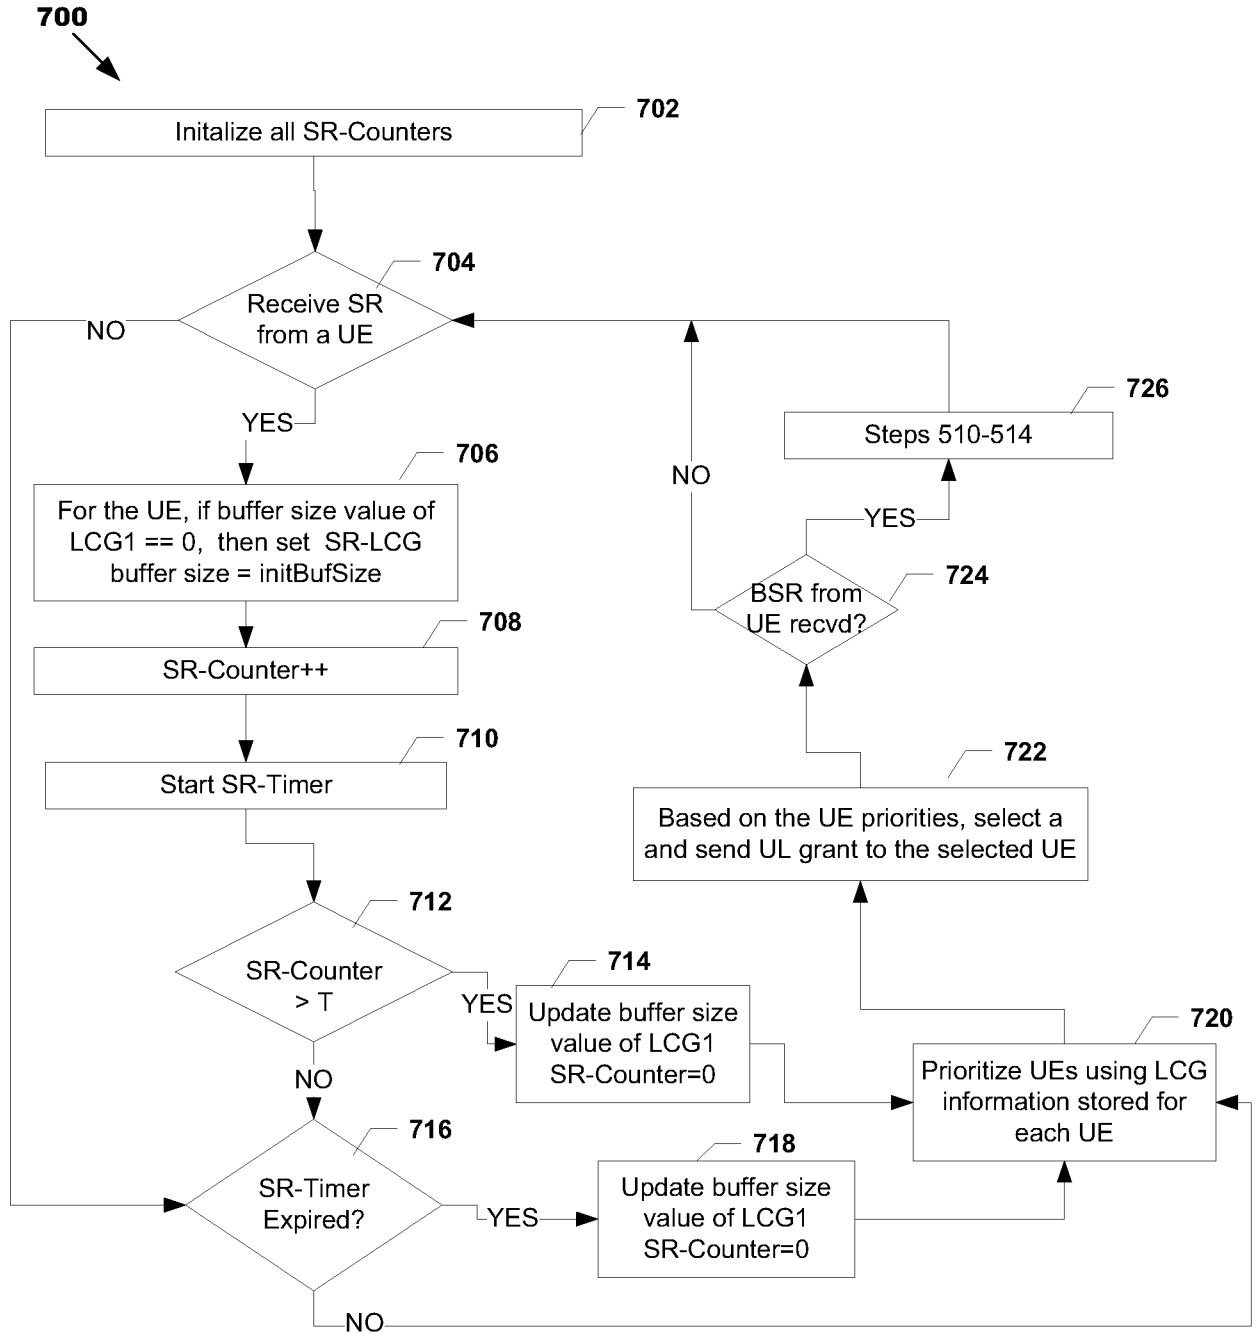 700
702
Initalize all SR-Counters
704
Receive SR
from a UE
NO
YES
706
For the UE, if buffer size value of
LCG1 == 0, then set SR-LCG
buffer size = initBufSize
708
SR-Counter++
710
Start SR-Timer
712
SR-Counter
> T
YES
NO
714
Update buffer size
value of LCG1
SR-Counter=0
716
SR-Timer
Expired?
YES
NO
718
Update buffer size
value of LCG1
SR-Counter=0
720
Prioritize UEs using LCG
information stored for
each UE
722
Based on the UE priorities, select a
and send UL grant to the selected UE
724
BSR from
UE recvd?
NO
YES
726
Steps 510-514